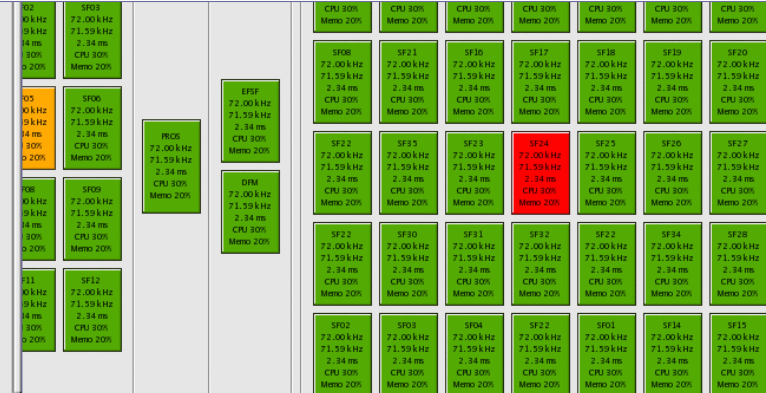 SF03
72.00 kHz
71.59 kHz
2.34 ms
CPU 30%
Memo 20%
SF06
72.00 kHz
71.59 kHz
2.34 ms
CPU 30%
Memo 20%
SF09
72.00 kHz
71.59 kHz
2.34 ms
CPU 30%
Memo 20%
SF12
72.00 kHz
71.59 kHz
2.34 ms
CPU 30%
Memo 20%
PROS
72.00 kHz
71.59 kHz
2.34 ms
CPU 30%
Memo 20%
EFSF
72.00 kHz
71.59 kHz
2.34 ms
CPU 30%
Memo 20%
DFM
72.00 kHz
71.59 kHz
2.34 ms
CPU 30%
Memo 20%
CPU 30% CPU 30% CPU 30% CPU 30% CPU 30% CPU 30% CPU 30%
Memo 20% Memo 20% Memo 20% Memo 20% Memo 20% Memo 20% Memo 20%
SF08 SF21 SF16 SF17 SF18 SF19 SF20
72.00 kHz 72.00 kHz 72.00 kHz 72.00 kHz 72.00 kHz 72.00 kHz 72.00 kHz
71.59 kHz 71.59 kHz 71.59 kHz 71.59 kHz 71.59 kHz 71.59 kHz 71.59 kHz
2.34 ms 2.34 ms 2.34 ms 2.34 ms 2.34 ms 2.34 ms 2.34 ms
CPU 30% CPU 30% CPU 30% CPU 30% CPU 30% CPU 30% CPU 30%
Memo 20% Memo 20% Memo 20% Memo 20% Memo 20% Memo 20% Memo 20%
SF22 SF35 SF23 SF24 SF25 SF26 SF27
72.00 kHz 72.00 kHz 72.00 kHz 72.00 kHz 72.00 kHz 72.00 kHz 72.00 kHz
71.59 kHz 71.59 kHz 71.59 kHz 71.59 kHz 71.59 kHz 71.59 kHz 71.59 kHz
2.34 ms 2.34 ms 2.34 ms 2.34 ms 2.34 ms 2.34 ms 2.34 ms
CPU 30% CPU 30% CPU 30% CPU 30% CPU 30% CPU 30% CPU 30%
Memo 20% Memo 20% Memo 20% Memo 20% Memo 20% Memo 20% Memo 20%
SF22 SF30 SF31 SF32 SF22 SF34 SF28
72.00 kHz 72.00 kHz 72.00 kHz 72.00 kHz 72.00 kHz 72.00 kHz 72.00 kHz
71.59 kHz 71.59 kHz 71.59 kHz 71.59 kHz 71.59 kHz 71.59 kHz 71.59 kHz
2.34 ms 2.34 ms 2.34 ms 2.34 ms 2.34 ms 2.34 ms 2.34 ms
CPU 30% CPU 30% CPU 30% CPU 30% CPU 30% CPU 30% CPU 30%
Memo 20% Memo 20% Memo 20% Memo 20% Memo 20% Memo 20% Memo 20%
SF02 SF03 SF04 SF22 SF01 SF14 SF15
72.00 kHz 72.00 kHz 72.00 kHz 72.00 kHz 72.00 kHz 72.00 kHz 72.00 kHz
71.59 kHz 71.59 kHz 71.59 kHz 71.59 kHz 71.59 kHz 71.59 kHz 71.59 kHz
2.34 ms 2.34 ms 2.34 ms 2.34 ms 2.34 ms 2.34 ms 2.34 ms
CPU 30% CPU 30% CPU 30% CPU 30% CPU 30% CPU 30% CPU 30%
Memo 20% Memo 20% Memo 20% Memo 20% Memo 20% Memo 20% Memo 20%